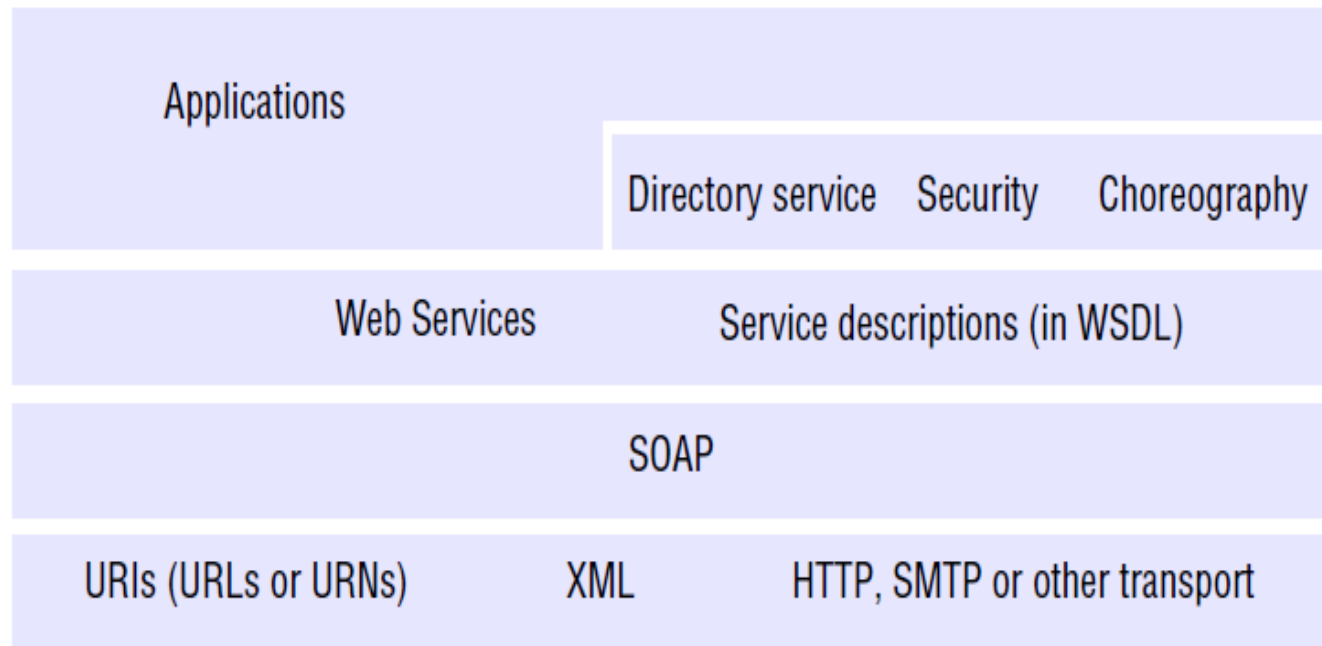 Applications
Directory service Security Choreography
Web Services Service descriptions (in WSDL)
SOAP
URIs (URLs or URNs) XML HTTP, SMTP or other transport